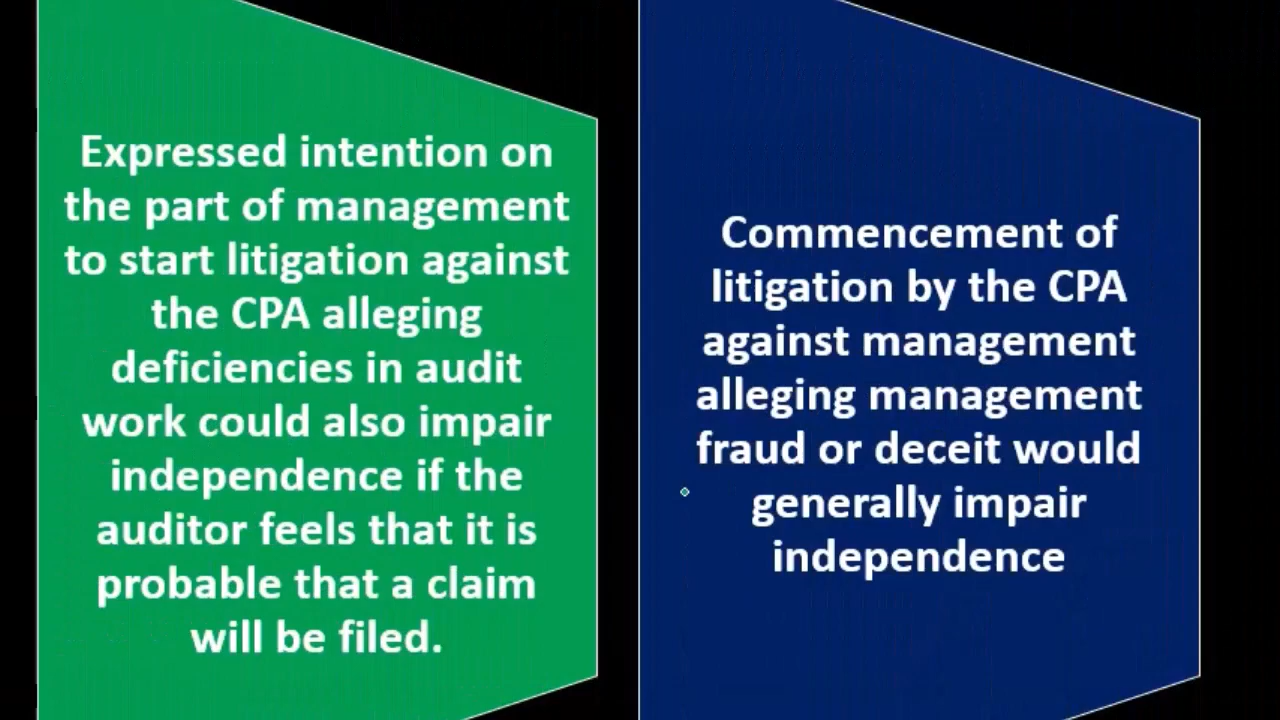 Expressed intention on
the part of management
to start litigation against
the CPA alleging
deficiencies in audit
work could also impair
independence if the
auditor feels that it is
probable that a claim
will be filed.
Commencement of
litigation by the CPA
against management
alleging management
fraud or deceit would
generally impair
independence